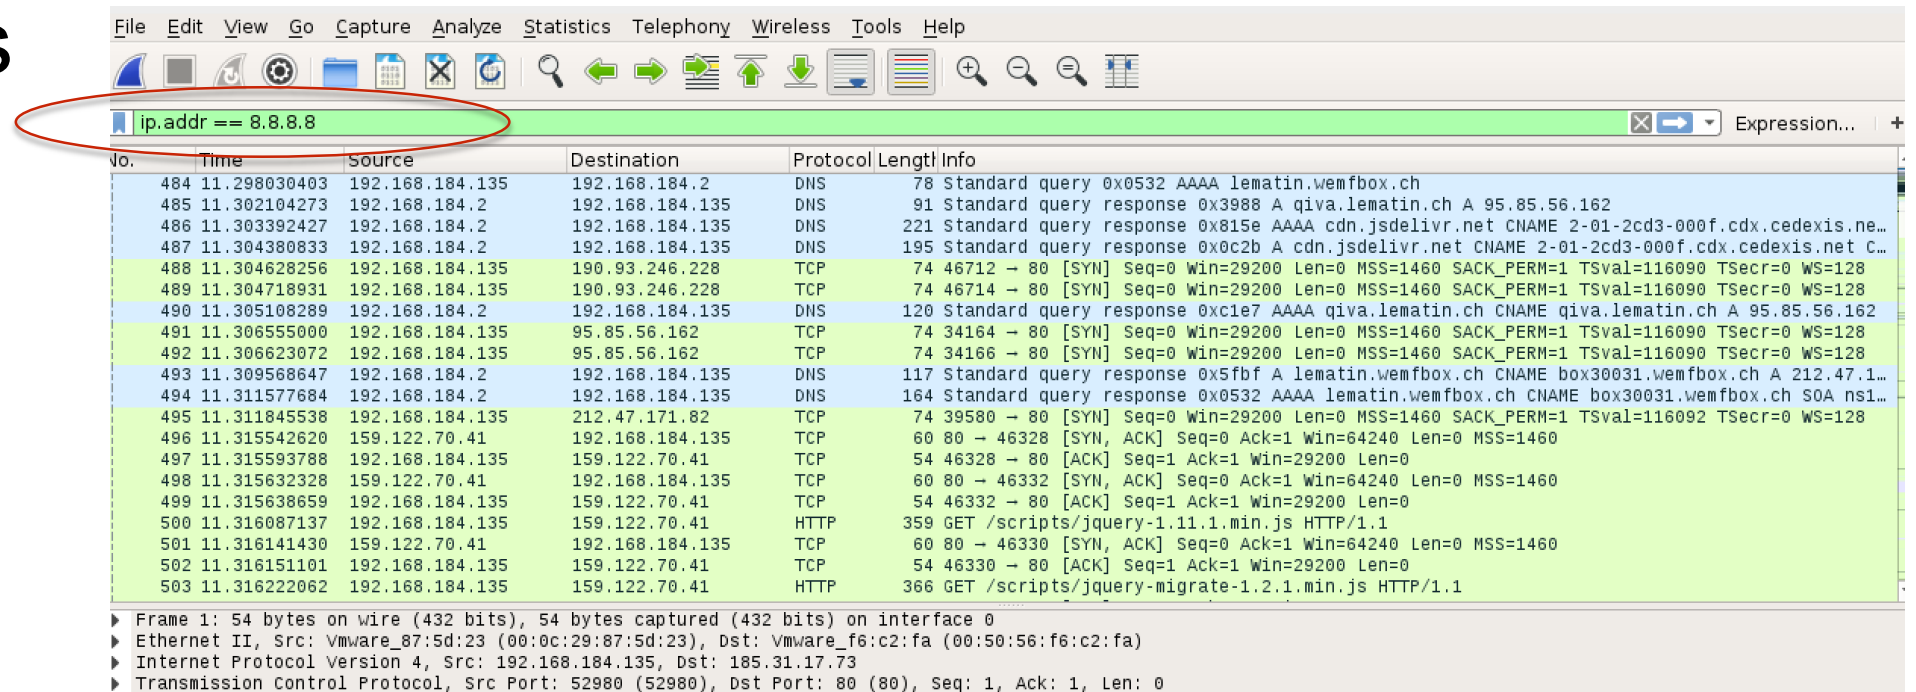 s
File Edit View Go Capture Analyze Statistics Telephony Wireless Tools Help
ip.addr == 8.8.8.8 Expression... +
No. Time Source Destination Protocol Length Info
484 11.298030403 192.168.184.135 192.168.184.2 DNS 78 Standard query 0x0532 AAAA lematin.wemfbox.ch
485 11.302104273 192.168.184.2 192.168.184.135 DNS 91 Standard query response 0x3988 A qiva.lematin.ch A 95.85.56.162
486 11.303392427 192.168.184.2 192.168.184.135 DNS 221 Standard query response 0x815e AAAA cdn.jsdelivr.net CNAME 2-01-2cd3-000f.cdx.cedexis.ne…
487 11.304380833 192.168.184.2 192.168.184.135 DNS 195 Standard query response 0x0c2b A cdn.jsdelivr.net CNAME 2-01-2cd3-000f.cdx.cedexis.net C…
488 11.304628256 192.168.184.135 190.93.246.228 TCP 74 46712 → 80 [SYN] Seq=0 Win=29200 Len=0 MSS=1460 SACK_PERM=1 TSval=116090 TSecr=0 WS=128
489 11.304718931 192.168.184.135 190.93.246.228 TCP 74 46714 → 80 [SYN] Seq=0 Win=29200 Len=0 MSS=1460 SACK_PERM=1 TSval=116090 TSecr=0 WS=128
490 11.305108289 192.168.184.2 192.168.184.135 DNS 120 Standard query response 0xc1e7 AAAA qiva.lematin.ch CNAME qiva.lematin.ch A 95.85.56.162
491 11.306555000 192.168.184.135 95.85.56.162 TCP 74 34164 → 80 [SYN] Seq=0 Win=29200 Len=0 MSS=1460 SACK_PERM=1 TSval=116090 TSecr=0 WS=128
492 11.306623072 192.168.184.135 95.85.56.162 TCP 74 34166 → 80 [SYN] Seq=0 Win=29200 Len=0 MSS=1460 SACK_PERM=1 TSval=116090 TSecr=0 WS=128
493 11.309568647 192.168.184.2 192.168.184.135 DNS 117 Standard query response 0x5fbf A lematin.wemfbox.ch CNAME box30031.wemfbox.ch A 212.47.1…
494 11.311577684 192.168.184.2 192.168.184.135 DNS 164 Standard query response 0x0532 AAAA lematin.wemfbox.ch CNAME box30031.wemfbox.ch SOA ns1…
495 11.311845538 192.168.184.135 212.47.171.82 TCP 74 39580 → 80 [SYN] Seq=0 Win=29200 Len=0 MSS=1460 SACK_PERM=1 TSval=116092 TSecr=0 WS=128
496 11.315542620 159.122.70.41 192.168.184.135 TCP 60 80 → 46328 [SYN, ACK] Seq=0 Ack=1 Win=64240 Len=0 MSS=1460
497 11.315593788 192.168.184.135 159.122.70.41 TCP 54 46328 → 80 [ACK] Seq=1 Ack=1 Win=29200 Len=0
498 11.315632328 159.122.70.41 192.168.184.135 TCP 60 80 → 46332 [SYN, ACK] Seq=0 Ack=1 Win=64240 Len=0 MSS=1460
499 11.315638659 192.168.184.135 159.122.70.41 TCP 54 46332 → 80 [ACK] Seq=1 Ack=1 Win=29200 Len=0
500 11.316087137 192.168.184.135 159.122.70.41 HTTP 359 GET /scripts/jquery-1.11.1.min.js HTTP/1.1
501 11.316141430 159.122.70.41 192.168.184.135 TCP 60 80 → 46330 [SYN, ACK] Seq=0 Ack=1 Win=64240 Len=0 MSS=1460
502 11.316151101 192.168.184.135 159.122.70.41 TCP 54 46330 → 80 [ACK] Seq=1 Ack=1 Win=29200 Len=0
503 11.316222062 192.168.184.135 159.122.70.41 HTTP 366 GET /scripts/jquery-migrate-1.2.1.min.js HTTP/1.1
Frame 1: 54 bytes on wire (432 bits), 54 bytes captured (432 bits) on interface 0
Ethernet II, Src: Vmware_87:5d:23 (00:0c:29:87:5d:23), Dst: Vmware_f6:c2:fa (00:50:56:f6:c2:fa)
Internet Protocol Version 4, Src: 192.168.184.135, Dst: 185.31.17.73
Transmission Control Protocol, Src Port: 52980 (52980), Dst Port: 80 (80), Seq: 1, Ack: 1, Len: 0